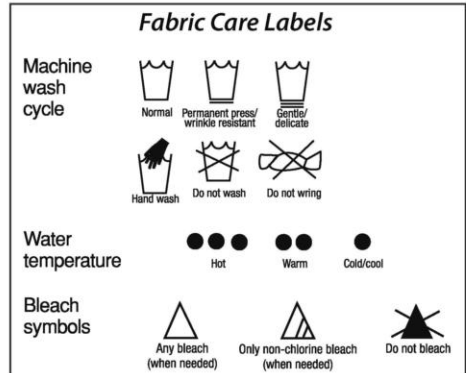 Fabric Care Labels
Machine
wash
cycle
Normal
Permanent press/
wrinkle resistant
Gentle/
delicate
Hand wash
Do not wash
Do not wring
Water
temperature
Hot
Warm
Cold/cool
Bleach
symbols
Any bleach
(when needed)
Only non-chlorine bleach
(when needed)
Do not bleach